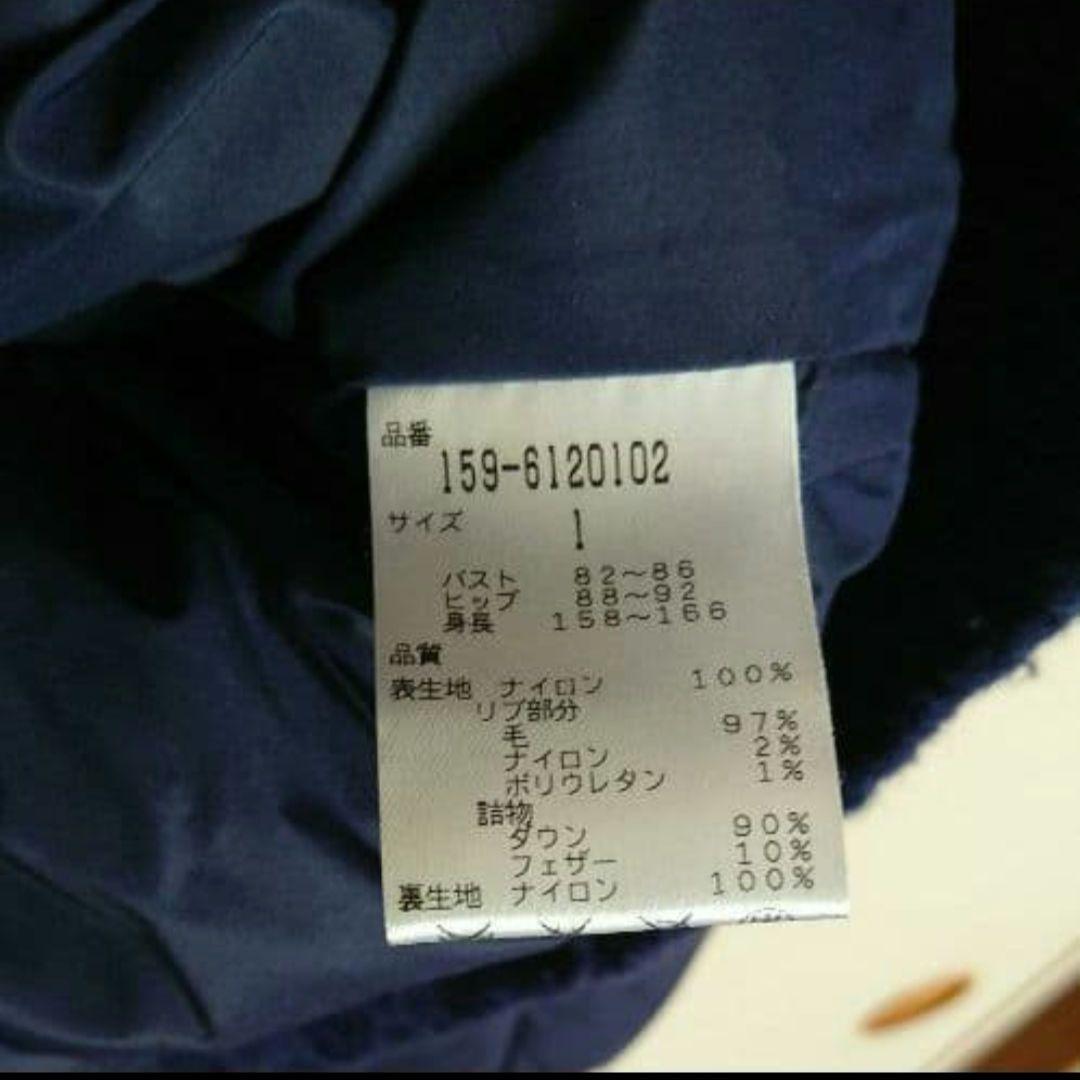 品番
159-6120102
サイズ 1
バスト 82〜86
ヒップ 88〜92
身長 158〜166
品質
表生地 ナイロン 100%
リブ部分
毛 97%
ナイロン 2%
ポリウレタン 1%
詰物
ダウン 90%
フェザー 10%
裏生地 ナイロン 100%